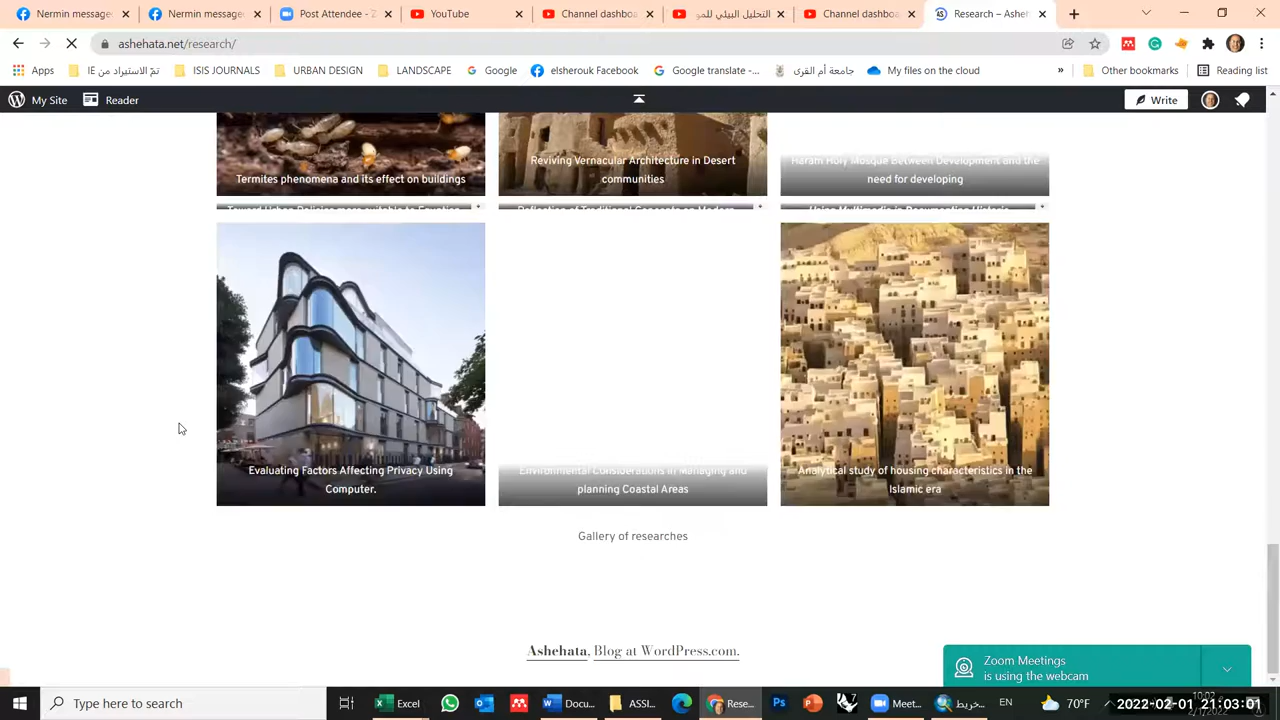 Nermin message
Nermin message
Post Attendee - Z
YouTube
Channel dashbo
التحليل البيئي للمو
Channel dashbo
Research – Ashe
ashehata.net/research/
Apps
تمّ الاستيراد من IE
ISIS JOURNALS
URBAN DESIGN
LANDSCAPE
Google
elsherouk Facebook
Google translate -...
جامعة أم القرى
My files on the cloud
»
Other bookmarks
Reading list
My Site
Reader
Write
Termites phenomena and its effect on buildings
Reviving Vernacular Architecture in Desert
communities
Haram Holy Mosque Between Development and the
need for developing
Evaluating Factors Affecting Privacy Using
Computer.
Environmental Considerations in Managing and
planning Coastal Areas
Analytical study of housing characteristics in the
Islamic era
Gallery of researches
Ashehata, Blog at WordPress.com.
Zoom Meetings
is using the webcam
Type here to search
Excel
Docu...
ASSI...
Rese...
Meet...
خريط...
70°F
EN
2022-02-01 21:03:01